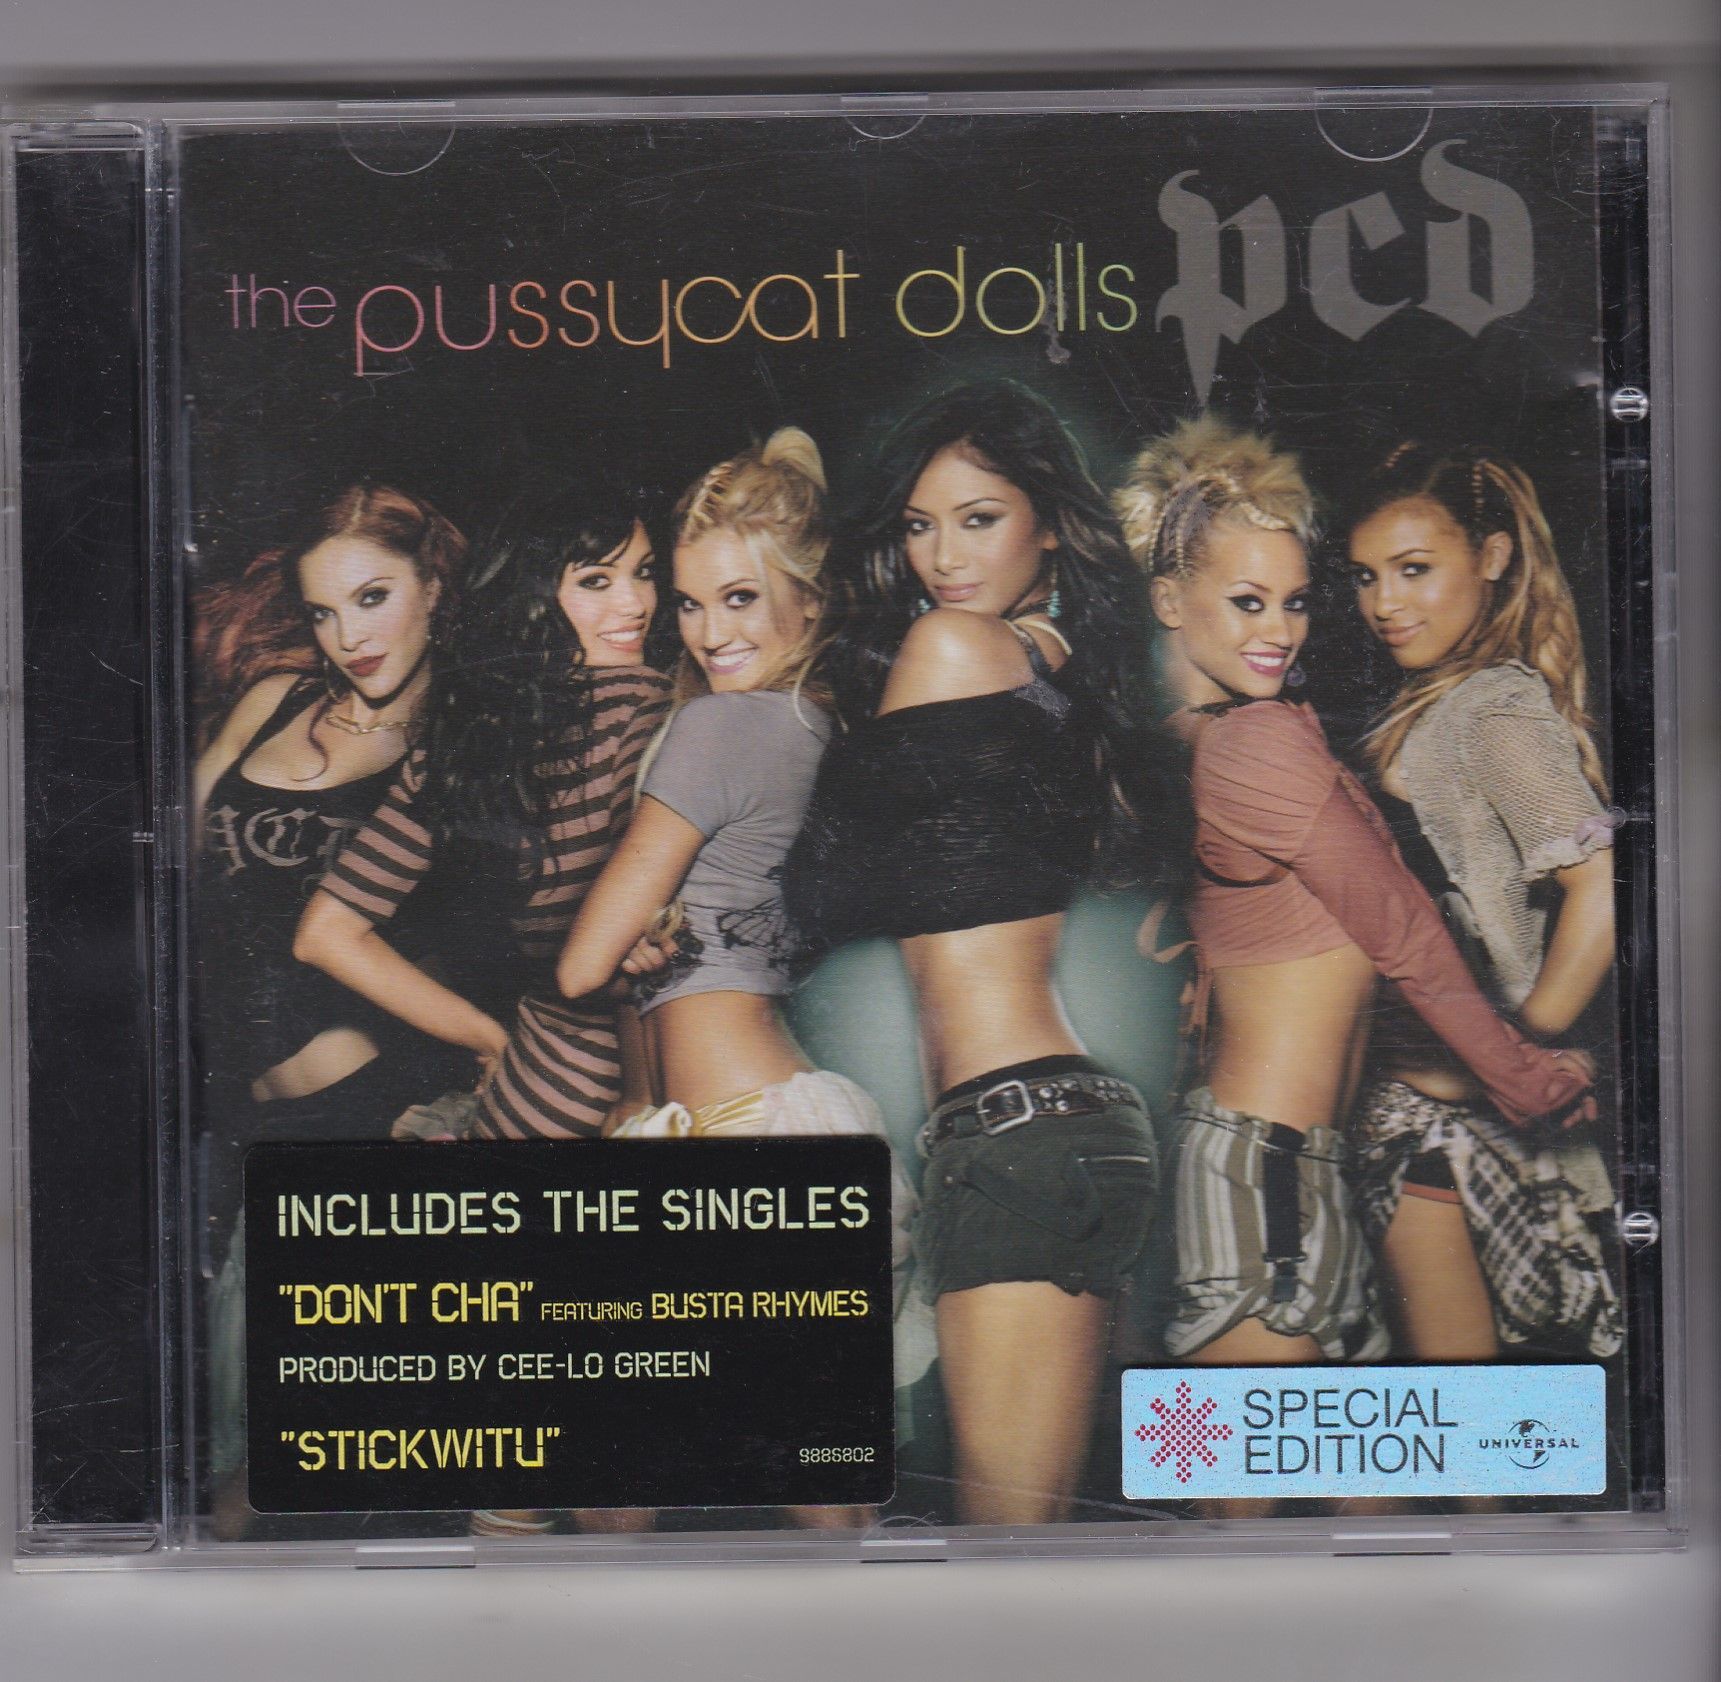 the pussycat dolls pcd
INCLUDES THE SINGLES
"DON'T CHA" FEATURING BUSTA RHYMES
PRODUCED BY CEE-LO GREEN
"STICKWITU"
9886802
SPECIAL
EDITION
UNIVERSAL